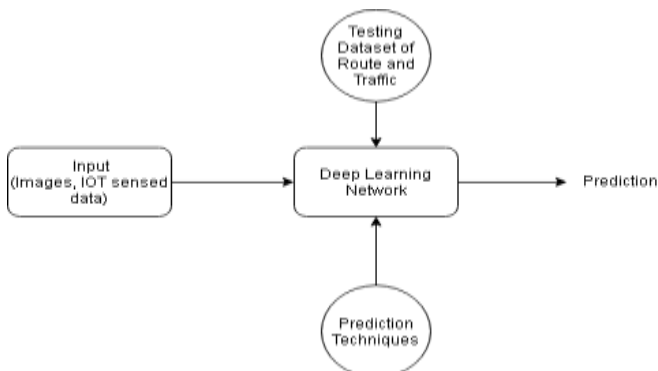 Testing
Dataset of
Route and
Traffic
Input
(Images, IOT sensed
data)
Deep Learning
Network
Prediction
Prediction
Techniques